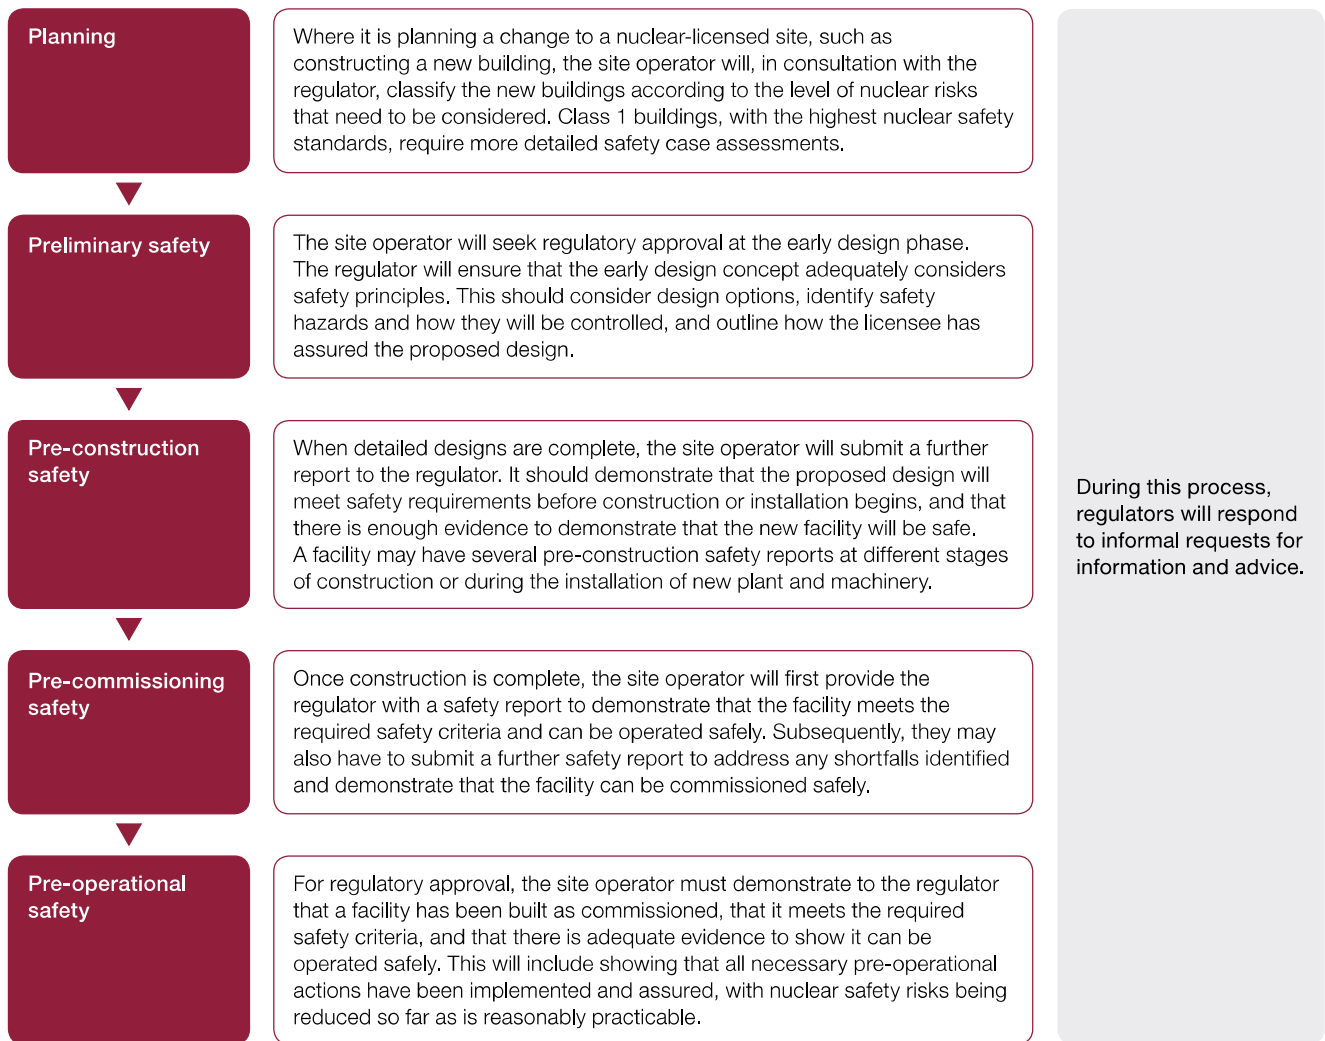 Planning
Where it is planning a change to a nuclear-licensed site, such as
constructing a new building, the site operator will, in consultation with the
regulator, classify the new buildings according to the level of nuclear risks
that need to be considered. Class 1 buildings, with the highest nuclear safety
standards, require more detailed safety case assessments.
Preliminary safety
The site operator will seek regulatory approval at the early design phase.
The regulator will ensure that the early design concept adequately considers
safety principles. This should consider design options, identify safety
hazards and how they will be controlled, and outline how the licensee has
assured the proposed design.
Pre-construction
safety
When detailed designs are complete, the site operator will submit a further
report to the regulator. It should demonstrate that the proposed design will
meet safety requirements before construction or installation begins, and that
there is enough evidence to demonstrate that the new facility will be safe.
A facility may have several pre-construction safety reports at different stages
of construction or during the installation of new plant and machinery.
Pre-commissioning
safety
Once construction is complete, the site operator will first provide the
regulator with a safety report to demonstrate that the facility meets the
required safety criteria and can be operated safely. Subsequently, they may
also have to submit a further safety report to address any shortfalls identified
and demonstrate that the facility can be commissioned safely.
Pre-operational
safety
For regulatory approval, the site operator must demonstrate to the regulator
that a facility has been built as commissioned, that it meets the required
safety criteria, and that there is adequate evidence to show it can be
operated safely. This will include showing that all necessary pre-operational
actions have been implemented and assured, with nuclear safety risks being
reduced so far as is reasonably practicable.
During this process,
regulators will respond
to informal requests for
information and advice.